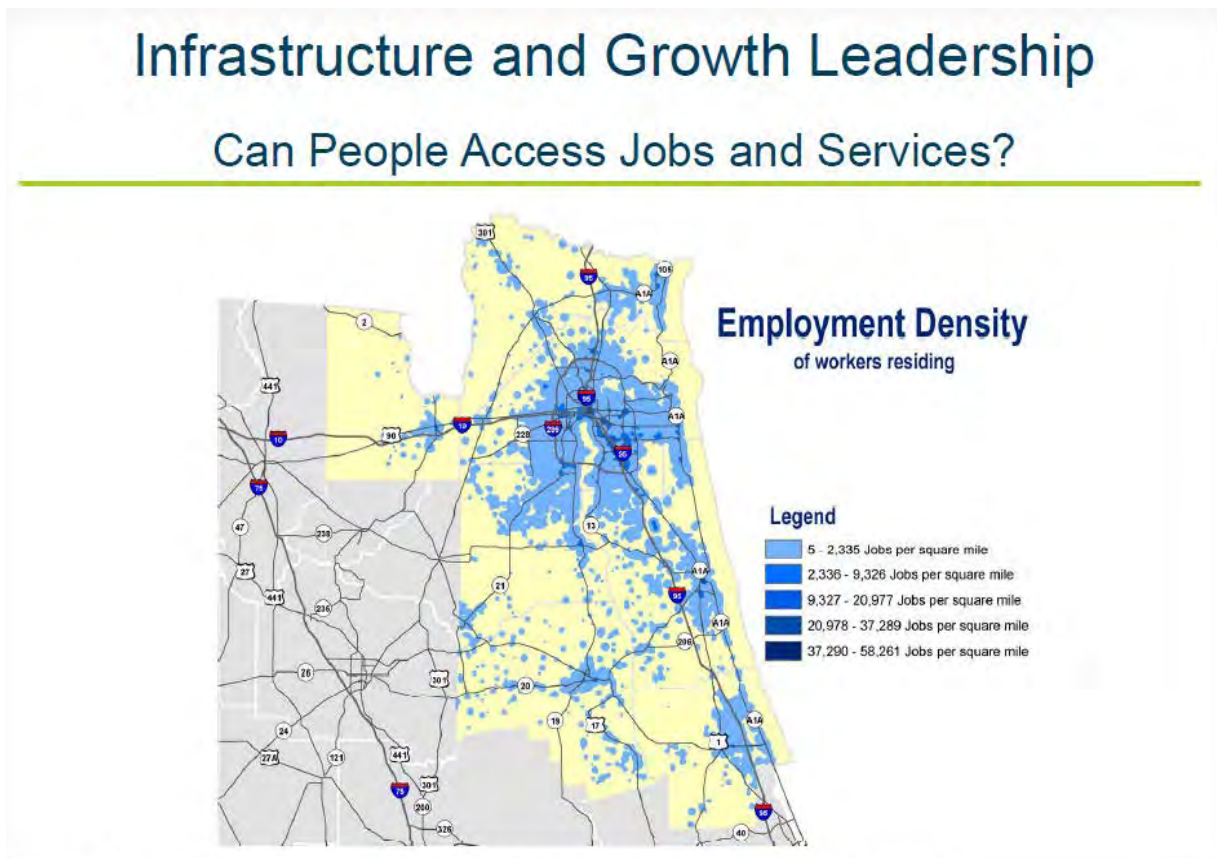 Infrastructure and Growth Leadership
Can People Access Jobs and Services?
Employment Density
of workers residing
Legend
5 - 2,335 Jobs per square mile
2,336 - 9,326 Jobs per square mile
9,327 - 20,977 Jobs per square mile
20,978 - 37,289 Jobs per square mile
37,290 - 58,261 Jobs per square mile
301
95
105
A1A
2
A1A
441
95
A1A
10
90
10
228
295
95
75
47
238
13
27
441
236
21
A1A
95
A1A
206
26
301
20
19
17
A1A
24
1
27A
121
441
301
75
200
326
95
40